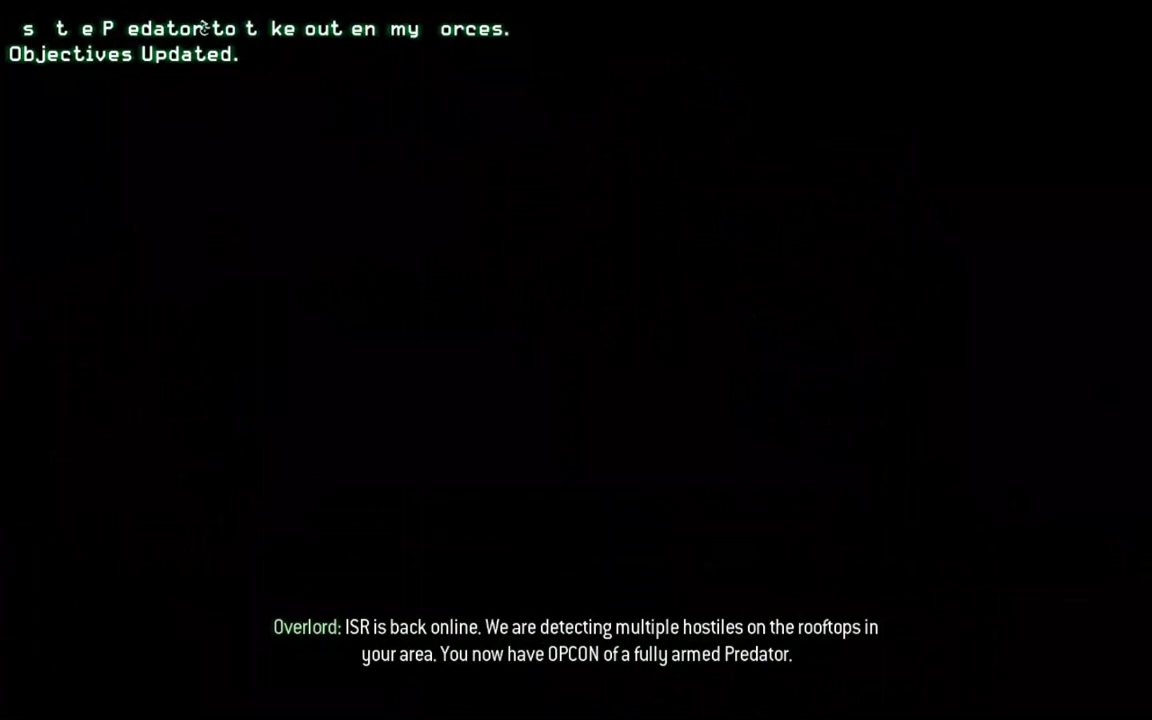 s t e P edator to t ke out en my orces.
Objectives Updated.
Overlord: ISR is back online. We are detecting multiple hostiles on the rooftops in
your area. You now have OPCON of a fully armed Predator.